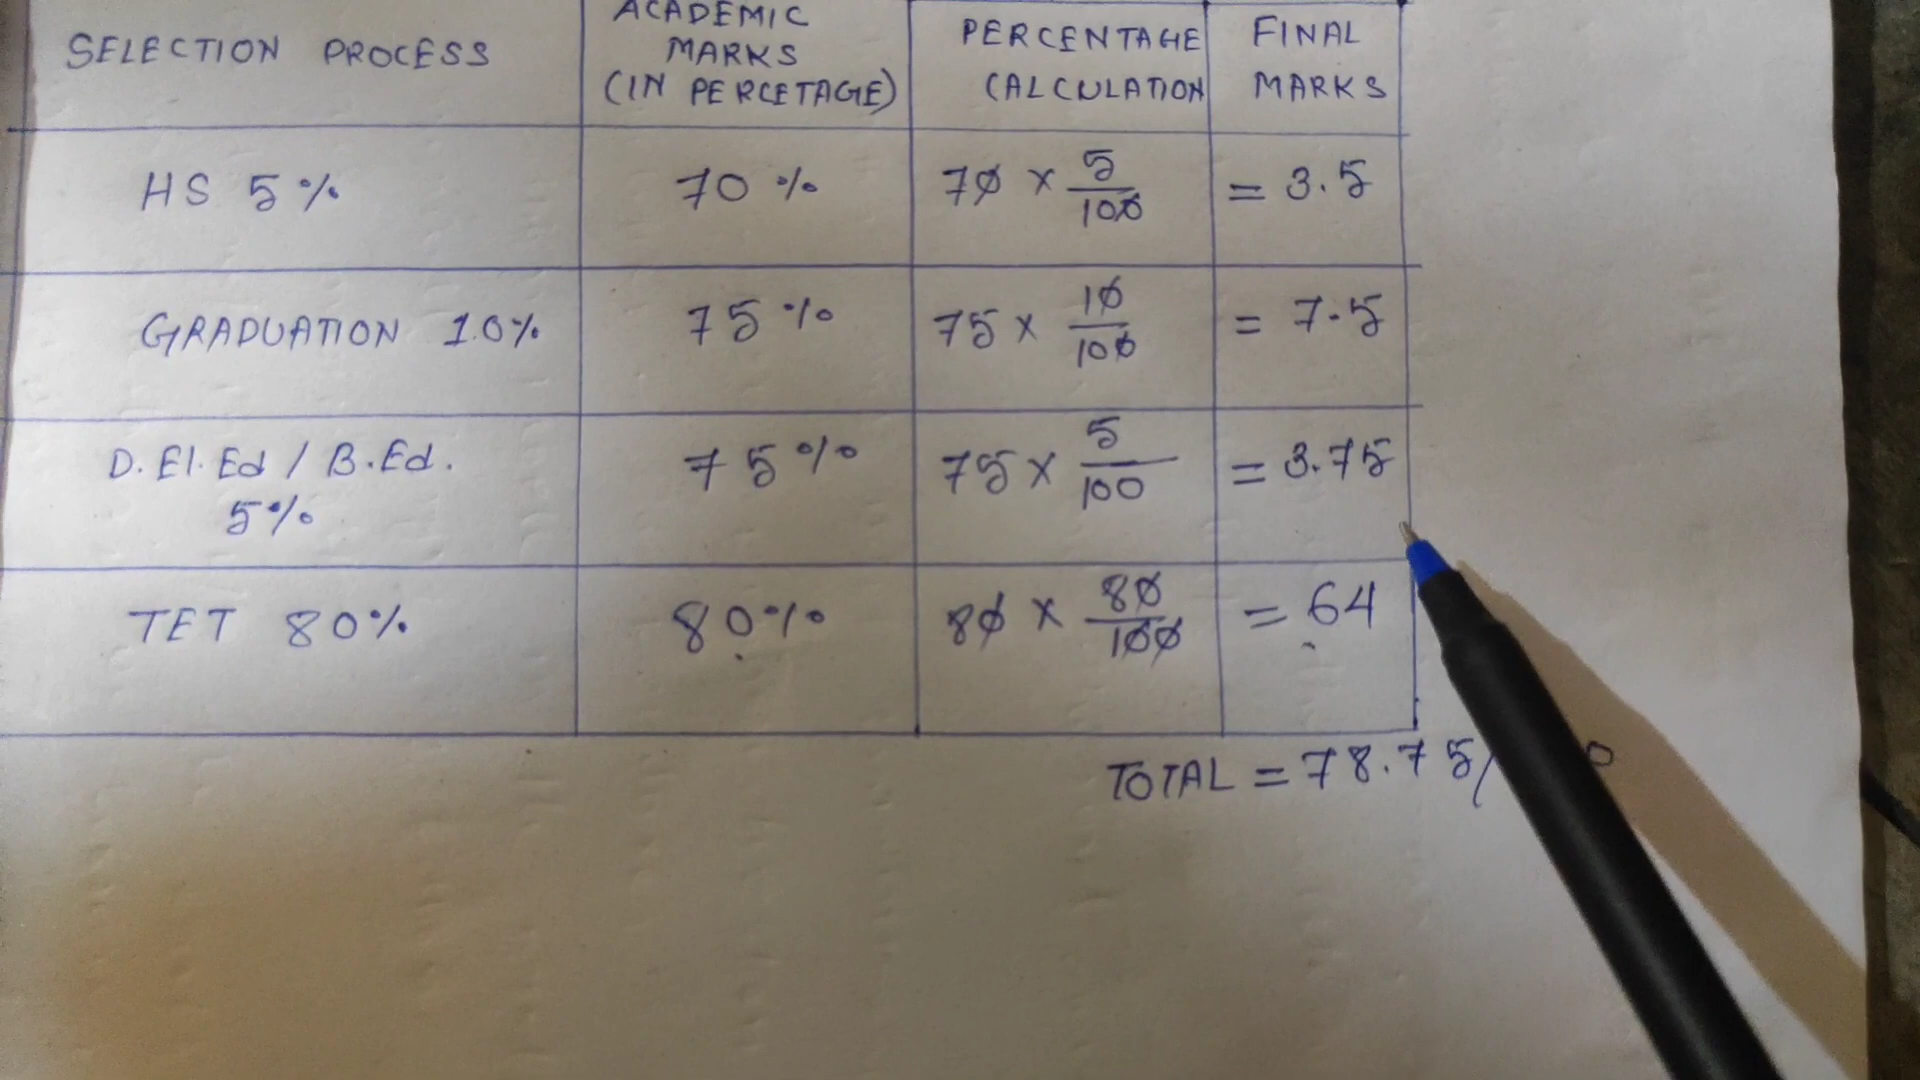 SELECTION PROCESS
ACADEMIC
MARKS
(IN PERCETAGE)
PERCENTAGE
CALCULATION
FINAL
MARKS
HS 5%
70%
70 × 5/100
= 3.5
GRADUATION 10%
75%
75 × 10/100
= 7.5
D. El. Ed / B.Ed.
5%
75%
75 × 5/100
= 3.75
TET 80%
80%
80 × 80/100
= 64
TOTAL = 78.75/